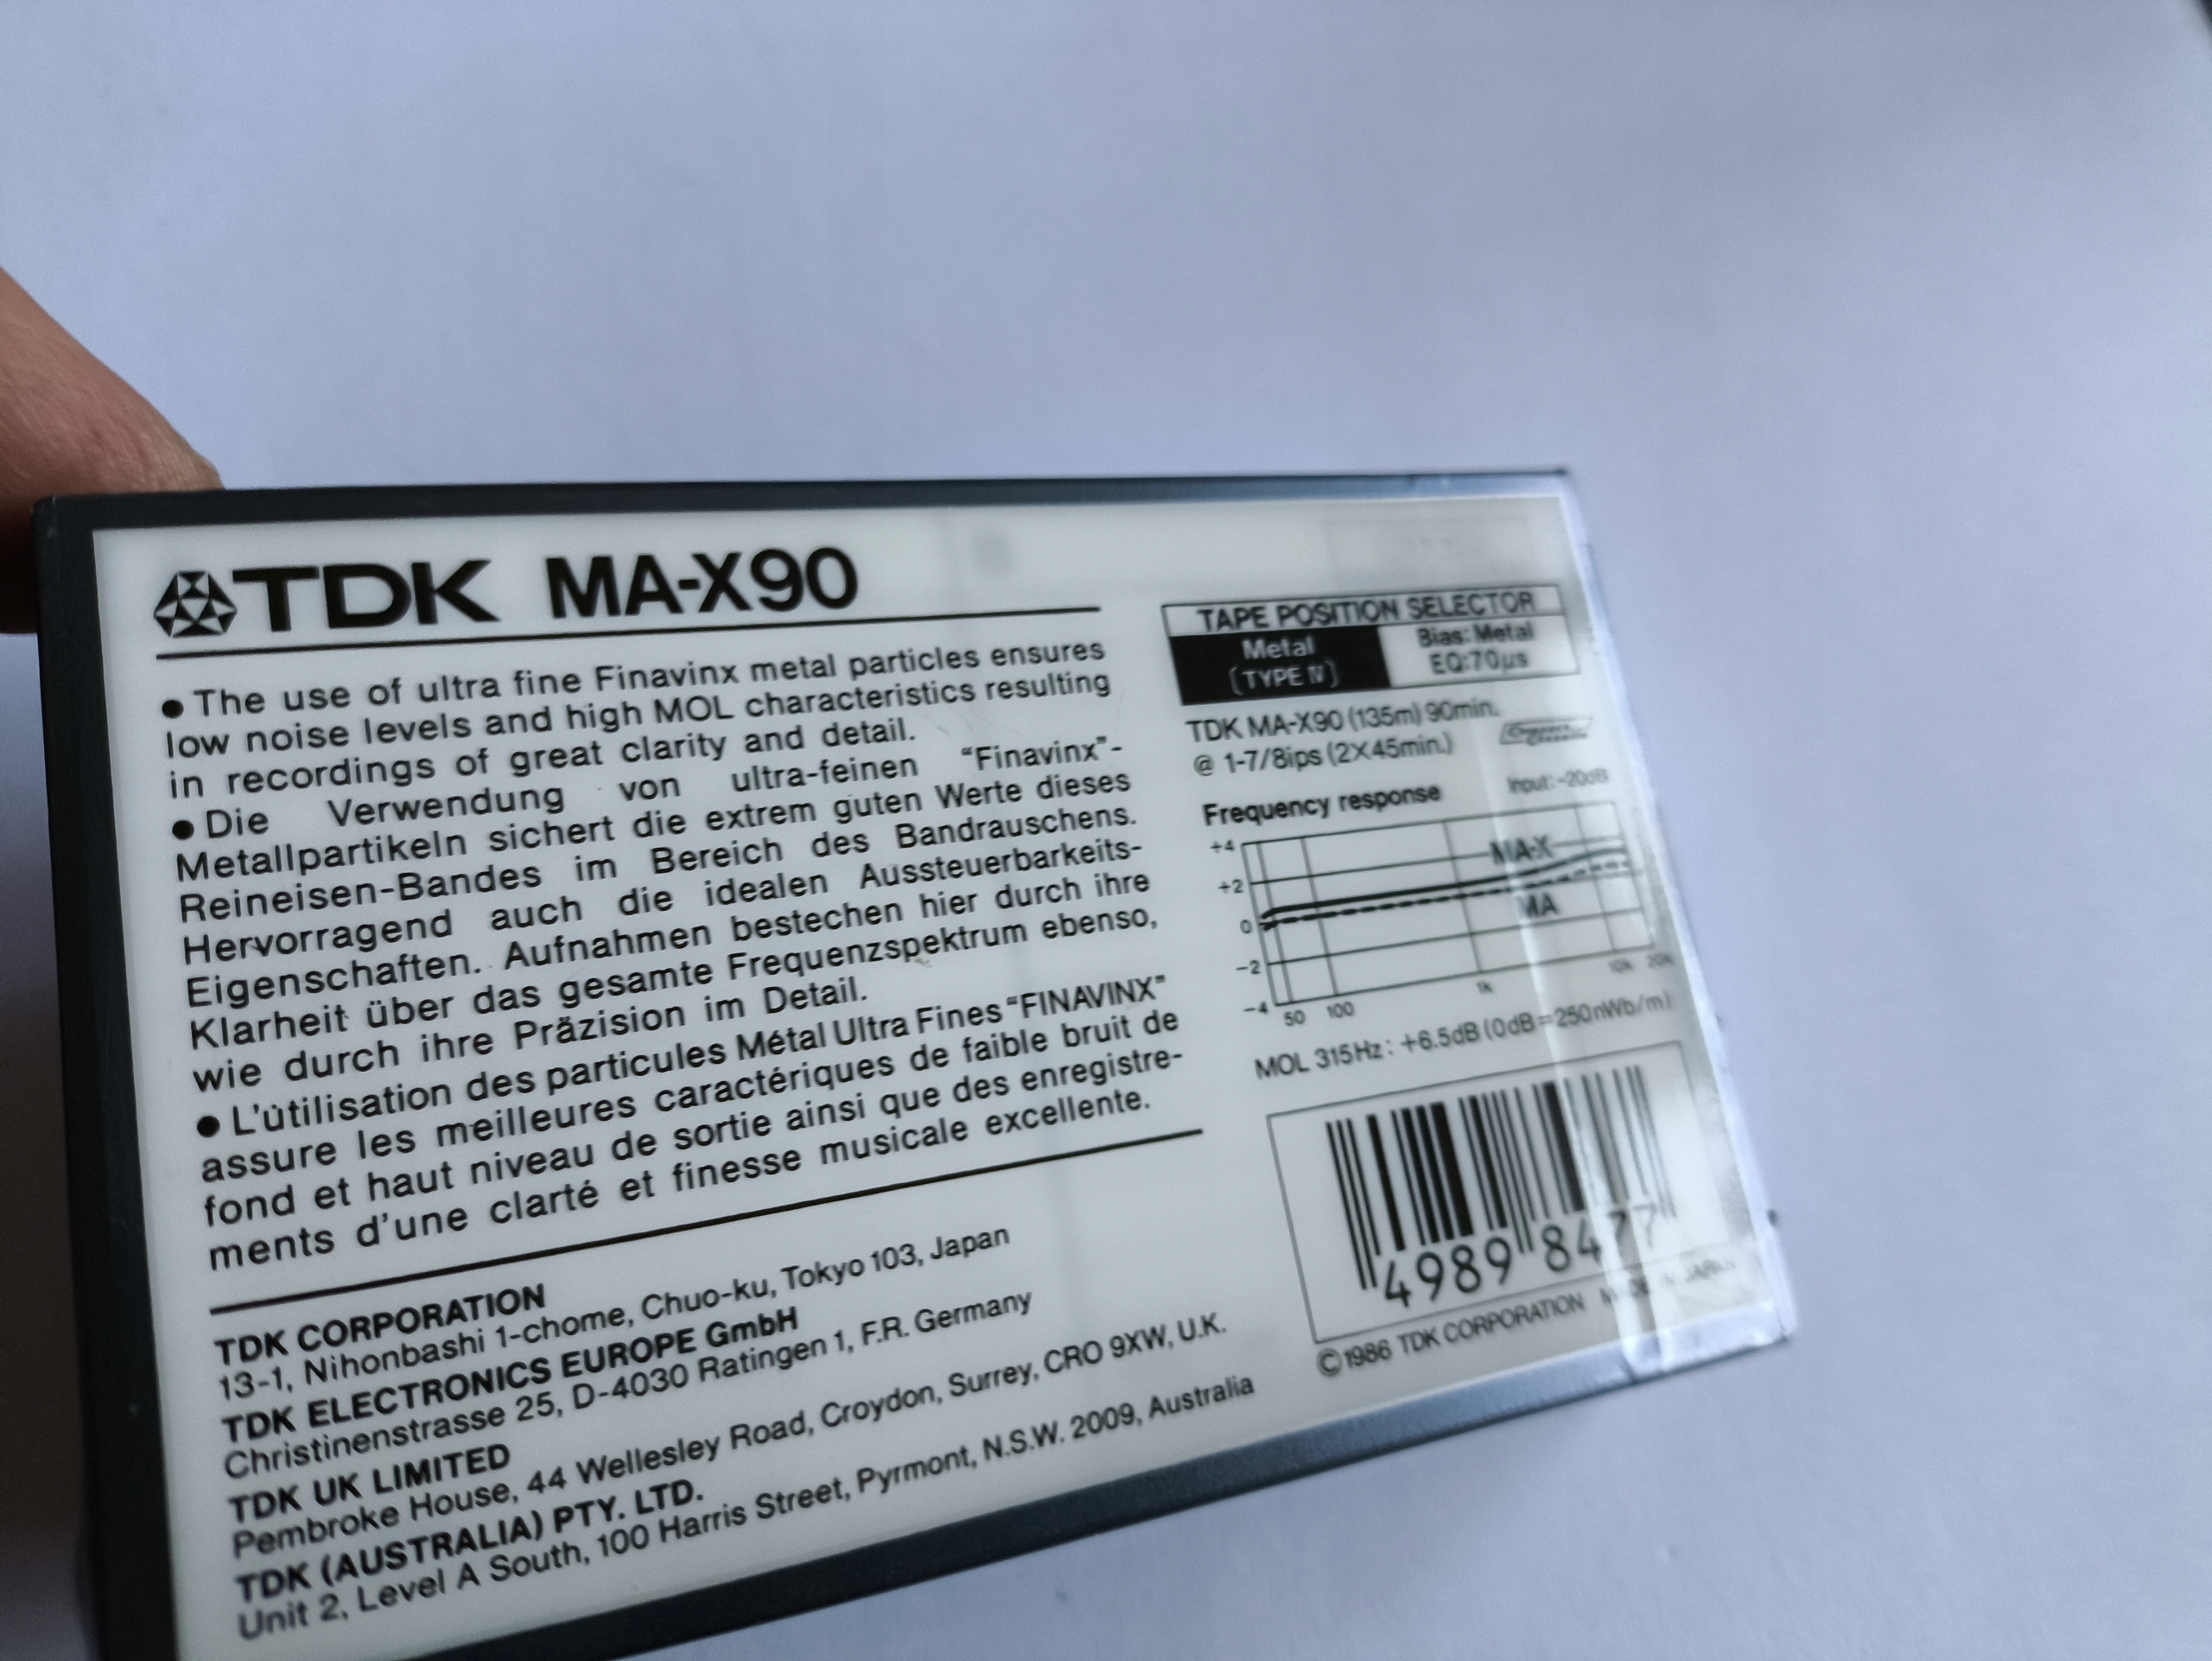 TDK MA-X90
● The use of ultra fine Finavinx metal particles ensures
low noise levels and high MOL characteristics resulting
in recordings of great clarity and detail.
● Die Verwendung von ultra-feinen “Finavinx”-
Metallpartikeln sichert die extrem guten Werte dieses
Reineisen-Bandes im Bereich des Bandrauschens.
Hervorragend auch die idealen Aussteuerbarkeits-
Eigenschaften. Aufnahmen bestechen hier durch ihre
Klarheit über das gesamte Frequenzspektrum ebenso,
wie durch ihre Präzision im Detail.
● L'utilisation des particules Métal Ultra Fines “FINAVINX”
assure les meilleures caractériques de faible bruit de
fond et haut niveau de sortie ainsi que des enregistre-
ments d'une clarté et finesse musicale excellente.
TDK CORPORATION
13-1, Nihonbashi 1-chome, Chuo-ku, Tokyo 103, Japan
TDK ELECTRONICS EUROPE GmbH
Christinenstrasse 25, D-4030 Ratingen 1, F.R. Germany
TDK UK LIMITED
Pembroke House, 44 Wellesley Road, Croydon, Surrey, CRO 9XW, U.K.
TDK (AUSTRALIA) PTY. LTD.
Unit 2, Level A South, 100 Harris Street, Pyrmont, N.S.W. 2009, Australia
TAPE POSITION SELECTOR
Metal
(TYPE IV)
Bias: Metal
EQ:70µs
TDK MA-X90 (135m) 90min.
@ 1-7/8ips (2X45min.)
Frequency response
Input: -20dB
+4
+2
0
-2
-4
MA-X
MA
50 100 1k 10k 20k
MOL 315Hz: +6.5dB (0dB=250nWb/m)
4989 8477
©1986 TDK CORPORATION MADE IN JAPAN